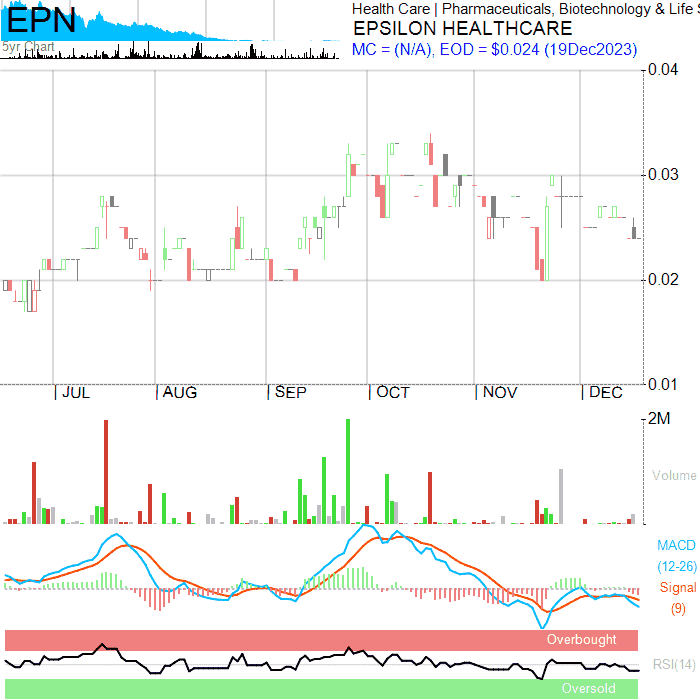 EPN
5yr Chart
Health Care | Pharmaceuticals, Biotechnology & Life S
EPSILON HEALTHCARE
MC = (N/A), EOD = $0.024 (19Dec2023)
0.04
0.03
0.02
0.01
JUL AUG SEP OCT NOV DEC
2M
Volume
MACD
(12-26)
Signal
(9)
Overbought
RSI(14)
Oversold